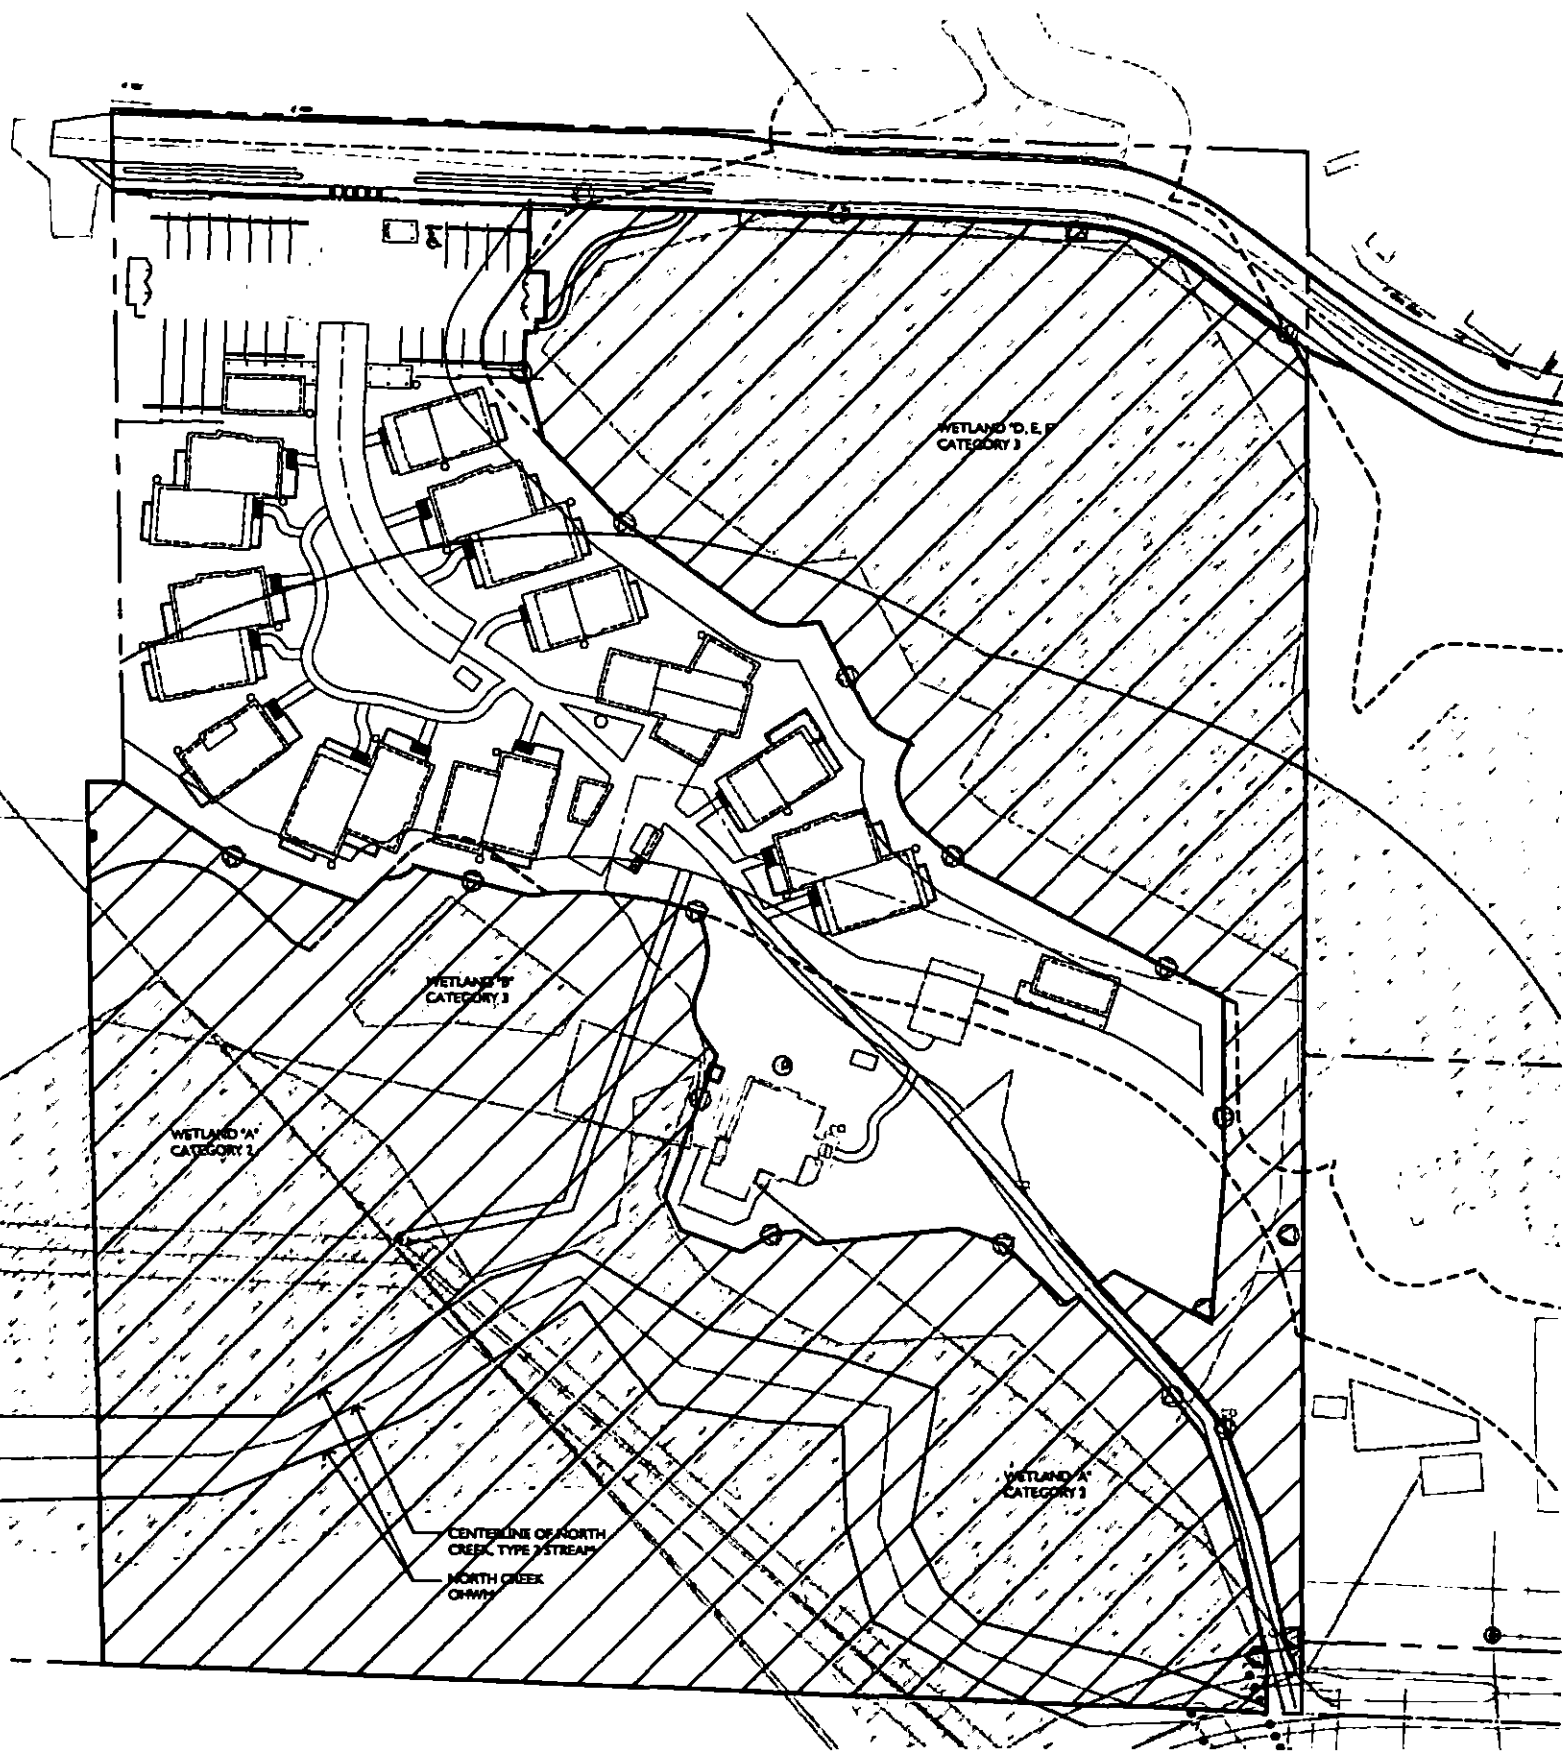 WETLAND "D, E, F"
CATEGORY 3
WETLAND "B"
CATEGORY 3
WETLAND "A"
CATEGORY 2
WETLAND "A"
CATEGORY 2
CENTERLINE OF NORTH
CREEK, TYPE 2 STREAM
NORTH CREEK
OHWM